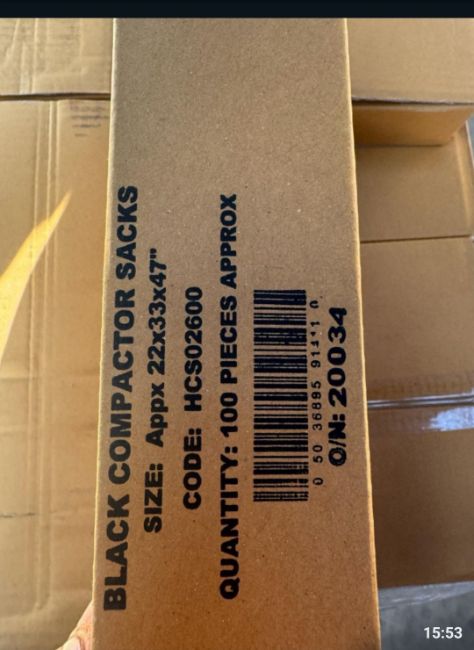 BLACK COMPACTOR SACKS
SIZE: Appx 22x33x47"
CODE: HCS02600
QUANTITY: 100 PIECES APPROX
O/N: 20034
15:53